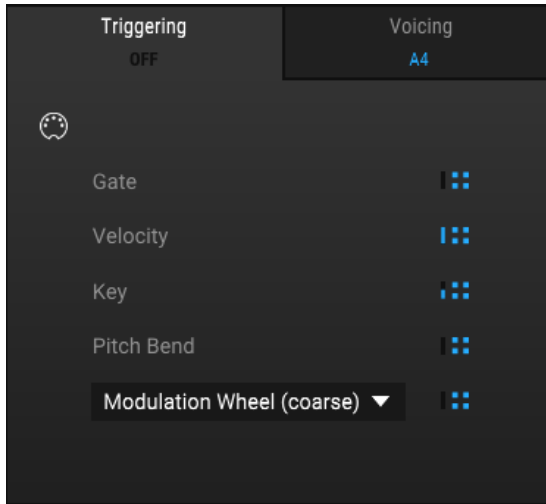 Triggering
Voicing
OFF
A4
Gate
Velocity
Key
Pitch Bend
Modulation Wheel (coarse)